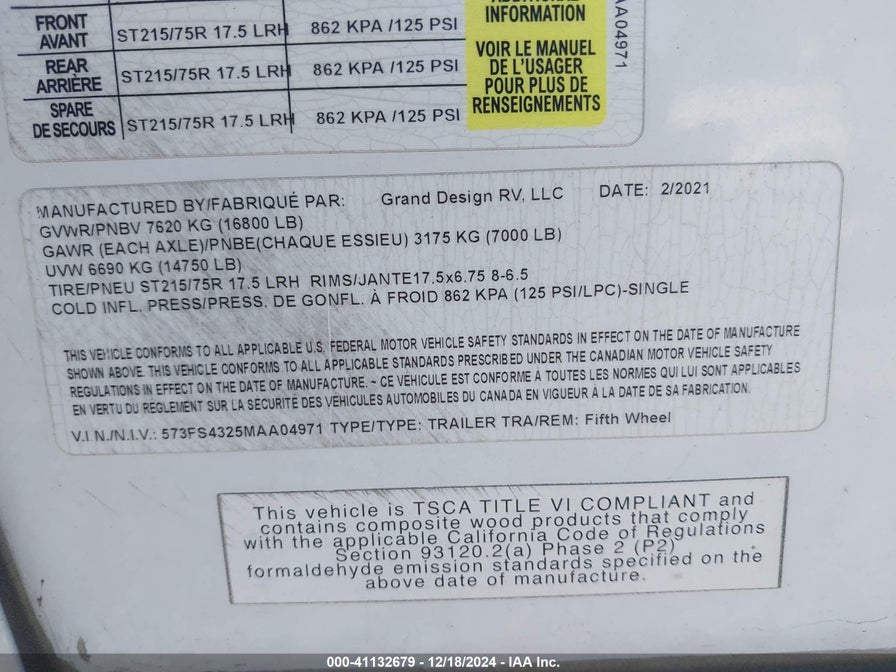 ADDITIONAL
INFORMATION
VOIR LE MANUEL
DE L'USAGER
POUR PLUS DE
RENSEIGNEMENTS
FRONT
AVANT
ST215/75R 17.5 LRH
862 KPA /125 PSI
REAR
ARRIÈRE
ST215/75R 17.5 LRH
862 KPA /125 PSI
SPARE
DE SECOURS
ST215/75R 17.5 LRH
862 KPA /125 PSI
AA04971
MANUFACTURED BY/FABRIQUÉ PAR: Grand Design RV, LLC DATE: 2/2021
GVWR/PNBV 7620 KG (16800 LB)
GAWR (EACH AXLE)/PNBE(CHAQUE ESSIEU) 3175 KG (7000 LB)
UVW 6690 KG (14750 LB)
TIRE/PNEU ST215/75R 17.5 LRH RIMS/JANTE17.5x6.75 8-6.5
COLD INFL. PRESS/PRESS. DE GONFL. À FROID 862 KPA (125 PSI/LPC)-SINGLE
THIS VEHICLE CONFORMS TO ALL APPLICABLE U.S. FEDERAL MOTOR VEHICLE SAFETY STANDARDS IN EFFECT ON THE DATE OF MANUFACTURE
SHOWN ABOVE. THIS VEHICLE CONFORMS TO ALL APPLICABLE STANDARDS PRESCRIBED UNDER THE CANADIAN MOTOR VEHICLE SAFETY
REGULATIONS IN EFFECT ON THE DATE OF MANUFACTURE. ~ CE VÉHICULE EST CONFORME À TOUTES LES NORMES QUI LUI SONT APPLICABLES
EN VERTU DU RÈGLEMENT SUR LA SÉCURITÉ DES VÉHICULES AUTOMOBILES DU CANADA EN VIGUEUR À LA DATE DE SA FABRICATION.
V.I.N./N.I.V.: 573FS4325MAA04971 TYPE/TYPE: TRAILER TRA/REM: Fifth Wheel
This vehicle is TSCA TITLE VI COMPLIANT and
contains composite wood products that comply
with the applicable California Code of Regulations
Section 93120.2(a) Phase 2 (P2)
formaldehyde emission standards specified on the
above date of manufacture.
000-41132679 - 12/18/2024 - IAA Inc.